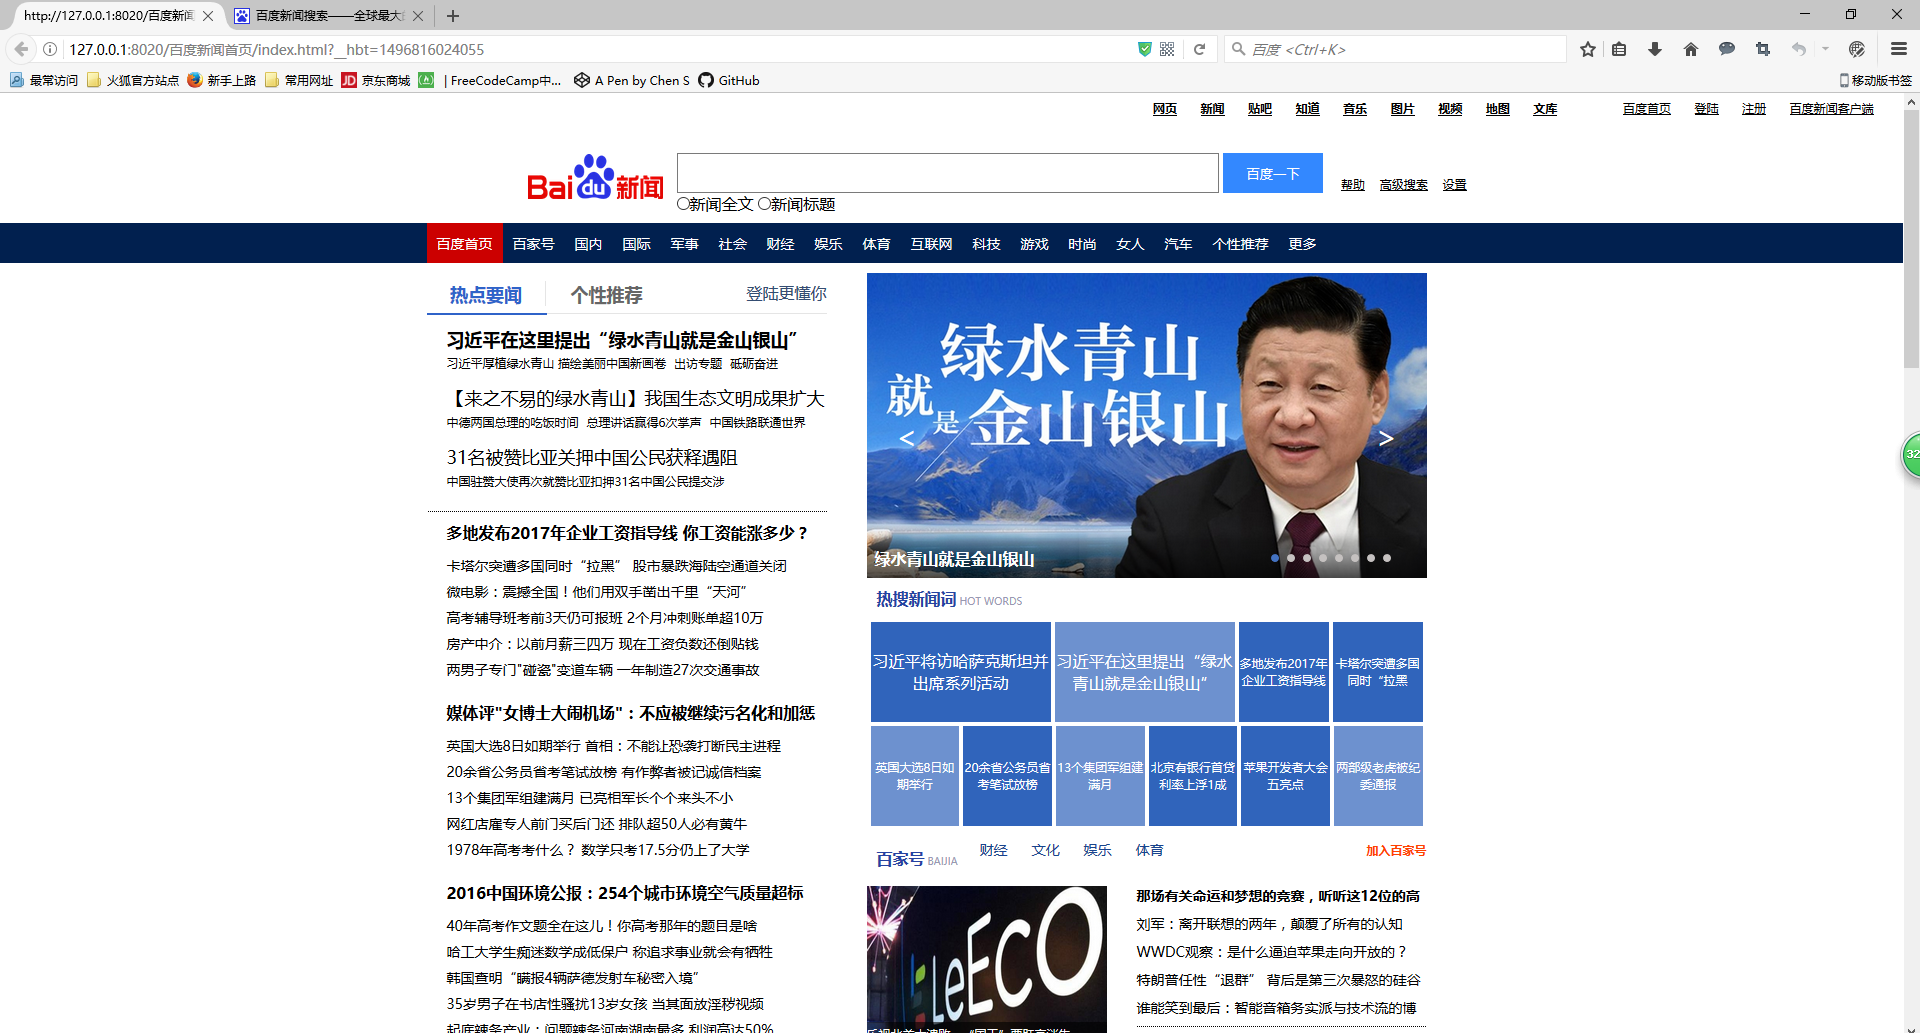 http://127.0.0.1:8020/百度新闻
百度新闻搜索——全球最大
127.0.0.1:8020/百度新闻首页/index.html?__hbt=1496816024055
百度 <Ctrl+K>
最常访问 火狐官方站点 新手上路 常用网址 JD 京东商城 | FreeCodeCamp中... A Pen by Chen S GitHub
移动版书签
网页 新闻 贴吧 知道 音乐 图片 视频 地图 文库 百度首页 登陆 注册 百度新闻客户端
Bai du 新闻
百度一下
帮助 高级搜索 设置
新闻全文 新闻标题
百度首页 百家号 国内 国际 军事 社会 财经 娱乐 体育 互联网 科技 游戏 时尚 女人 汽车 个性推荐 更多
热点要闻 个性推荐 登陆更懂你
习近平在这里提出“绿水青山就是金山银山”
习近平厚植绿水青山 描绘美丽中国新画卷 出访专题 砥砺奋进
【来之不易的绿水青山】我国生态文明成果扩大
中德两国总理的吃饭时间 总理讲话赢得6次掌声 中国铁路联通世界
31名被赞比亚关押中国公民获释遇阻
中国驻赞大使再次就赞比亚扣押31名中国公民提交涉
多地发布2017年企业工资指导线 你工资能涨多少？
卡塔尔突遭多国同时“拉黑” 股市暴跌海陆空通道关闭
微电影：震撼全国！他们用双手凿出千里“天河”
高考辅导班考前3天仍可报班 2个月冲刺账单超10万
房产中介：以前月薪三四万 现在工资负数还倒贴钱
两男子专门"碰瓷"变道车辆 一年制造27次交通事故
媒体评"女博士大闹机场"：不应被继续污名化和加惩
英国大选8日如期举行 首相：不能让恐袭打断民主进程
20余省公务员省考笔试放榜 有作弊者被记诚信档案
13个集团军组建满月 已亮相军长个个来头不小
网红店雇专人前门买后门还 排队超50人必有黄牛
1978年高考考什么？ 数学只考17.5分仍上了大学
2016中国环境公报：254个城市环境空气质量超标
40年高考作文题全在这儿！你高考那年的题目是啥
哈工大学生痴迷数学成低保户 称追求事业就会有牺牲
韩国查明“瞒报4辆萨德发射车秘密入境”
35岁男子在书店性骚扰13岁女孩 当其面放淫秽视频
起底辣条产业：问题辣条河南湖南最多 利润高达50%
绿水青山
就是
金山银山
<
>
绿水青山就是金山银山
32
热搜新闻词 HOT WORDS
习近平将访哈萨克斯坦并
出席系列活动
习近平在这里提出“绿水
青山就是金山银山”
多地发布2017年
企业工资指导线
卡塔尔突遭多国
同时“拉黑
英国大选8日如
期举行
20余省公务员省
考笔试放榜
13个集团军组建
满月
北京有银行首贷
利率上浮1成
苹果开发者大会
五亮点
两部级老虎被纪
委通报
百家号 BAIJIA 财经 文化 娱乐 体育 加入百家号
LeECO
那场有关命运和梦想的竞赛，听听这12位的高
刘军：离开联想的两年，颠覆了所有的认知
WWDC观察：是什么逼迫苹果走向开放的？
特朗普任性“退群” 背后是第三次暴怒的硅谷
谁能笑到最后：智能音箱务实派与技术流的博